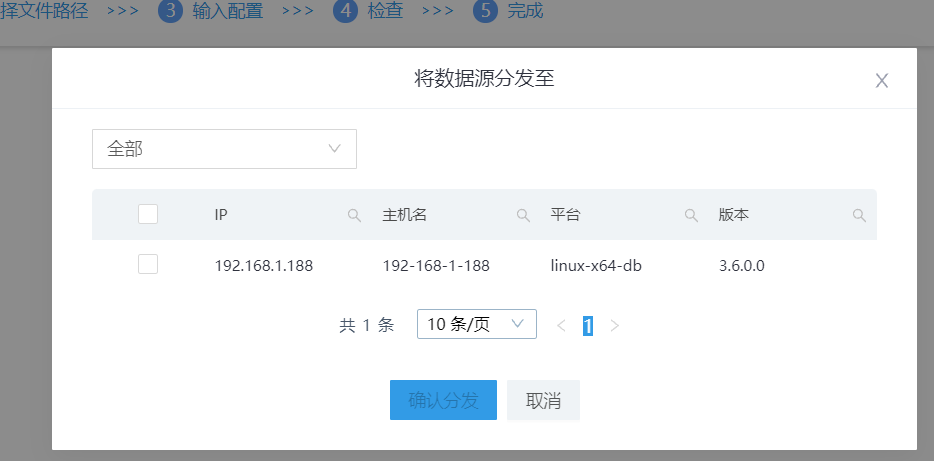 择文件路径 >>> 3 输入配置 >>> 4 检查 >>> 5 完成
将数据源分发至
全部
IP 主机名 平台 版本
192.168.1.188 192-168-1-188 linux-x64-db 3.6.0.0
共 1 条 10 条/页 < 1 >
确认分发 取消